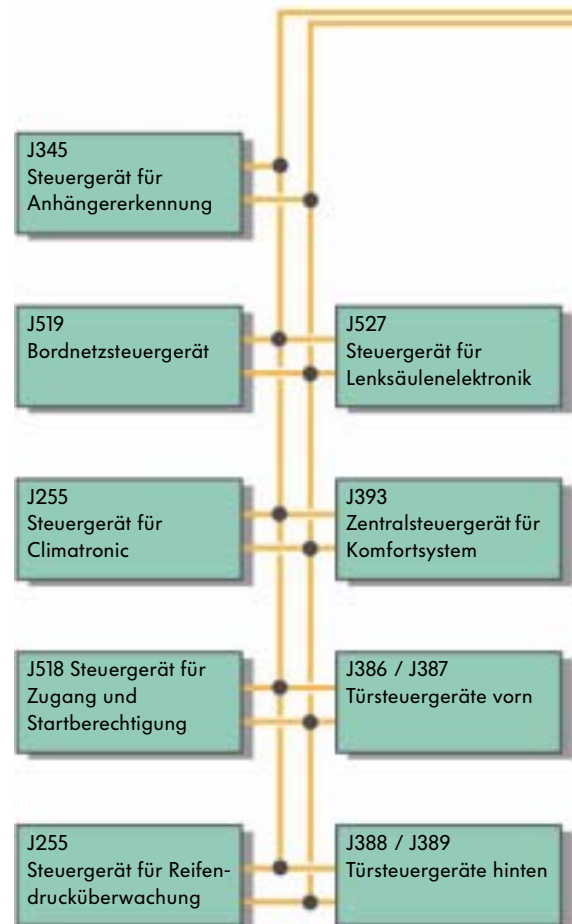 J345
Steuergerät für
Anhängererkennung
J519
Bordnetzsteuergerät
J527
Steuergerät für
Lenksäulenelektronik
J255
Steuergerät für
Climatronic
J393
Zentralsteuergerät für
Komfortsystem
J518 Steuergerät für
Zugang und
Startberechtigung
J386 / J387
Türsteuergeräte vorn
J255
Steuergerät für Reifen-
drucküberwachung
J388 / J389
Türsteuergeräte hinten